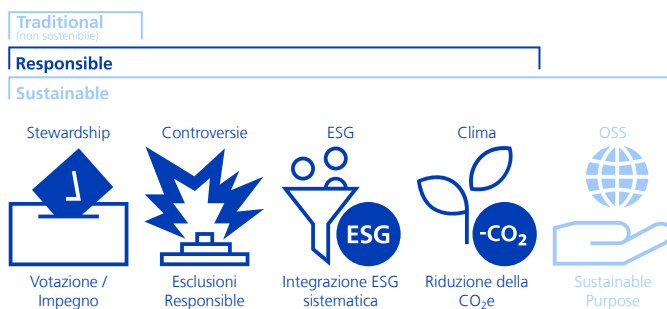 Traditional
(non sostenibile)
Responsible
Sustainable
Stewardship
Controversie
ESG
Clima
OSS
ESG
-CO₂
Votazione /
Impegno
Esclusioni
Responsible
Integrazione ESG
sistematica
Riduzione della
CO₂e
Sustainable
Purpose